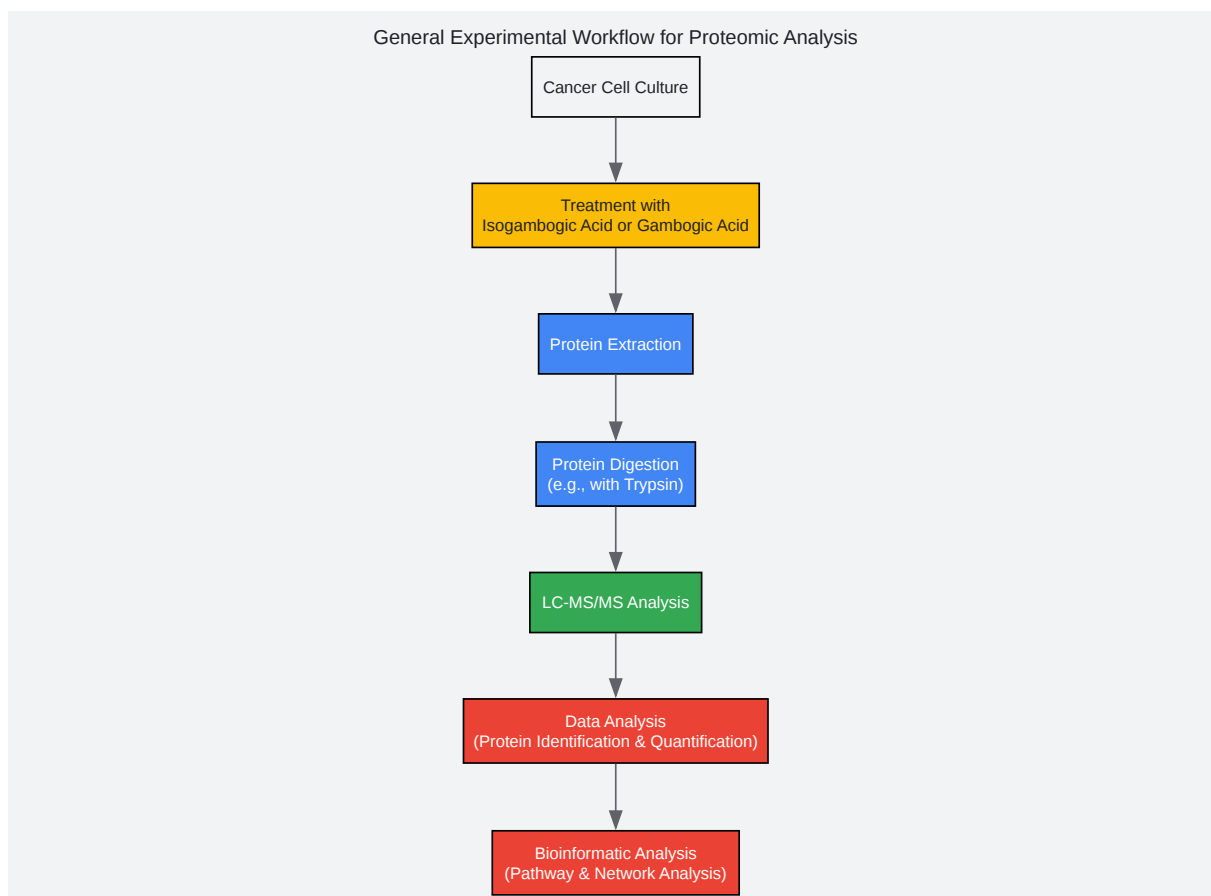 General Experimental Workflow for Proteomic Analysis
Cancer Cell Culture
Treatment with
Isogambogic Acid or Gambogic Acid
Protein Extraction
Protein Digestion
(e.g., with Trypsin)
LC-MS/MS Analysis
Data Analysis
(Protein Identification & Quantification)
Bioinformatic Analysis
(Pathway & Network Analysis)